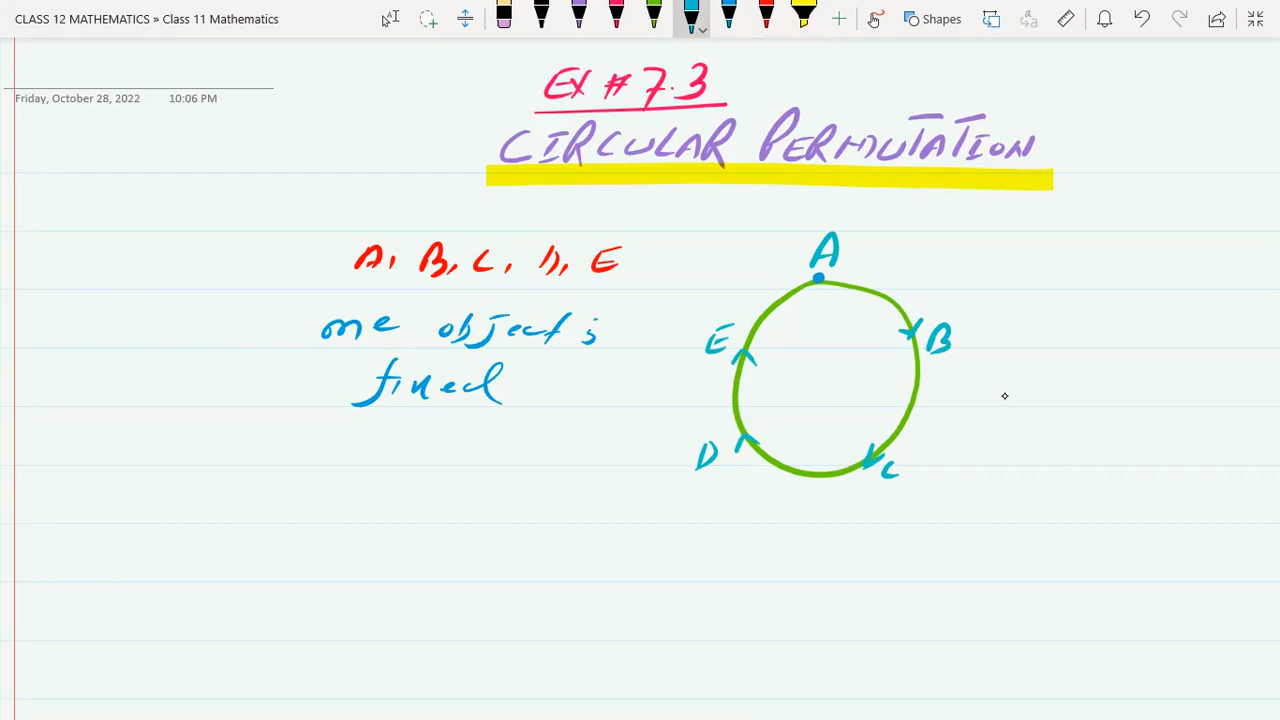 CLASS 12 MATHEMATICS » Class 11 Mathematics
Shapes
Friday, October 28, 2022 10:06 PM
EX # 7.3
CIRCULAR PERMUTATION
A, B, C, D, E
one object is
fixed
A
B
C
D
E